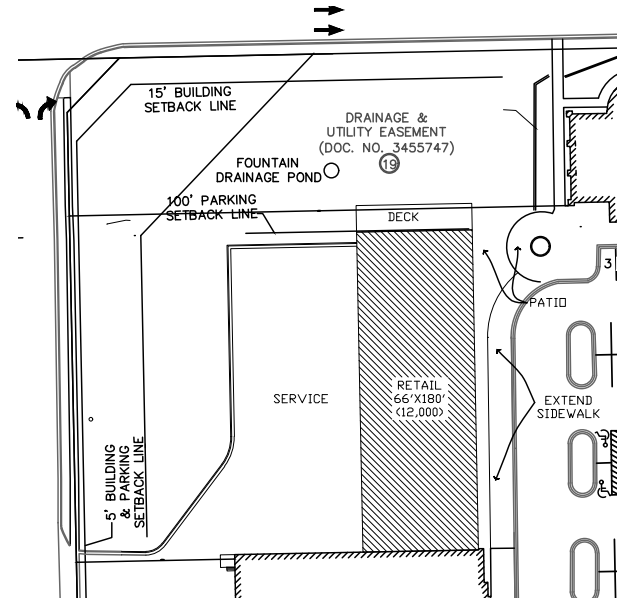 15' BUILDING
SETBACK LINE
DRAINAGE &
UTILITY EASEMENT
(DOC. NO. 3455747)
19
FOUNTAIN
DRAINAGE POND
100' PARKING
SETBACK LINE
DECK
3
PATIO
SERVICE
RETAIL
66'X180'
(12,000)
EXTEND
SIDEWALK
5' BUILDING
& PARKING
SETBACK LINE